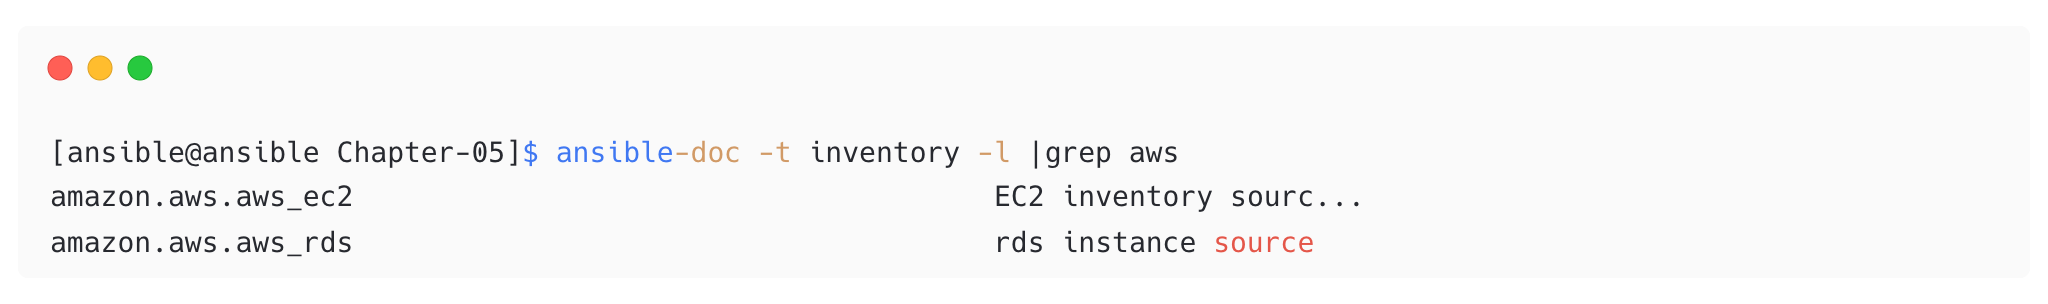 [ansible@ansible Chapter-05]$ ansible-doc -t inventory -l |grep aws
amazon.aws.aws_ec2                                      EC2 inventory sourc...
amazon.aws.aws_rds                                      rds instance source